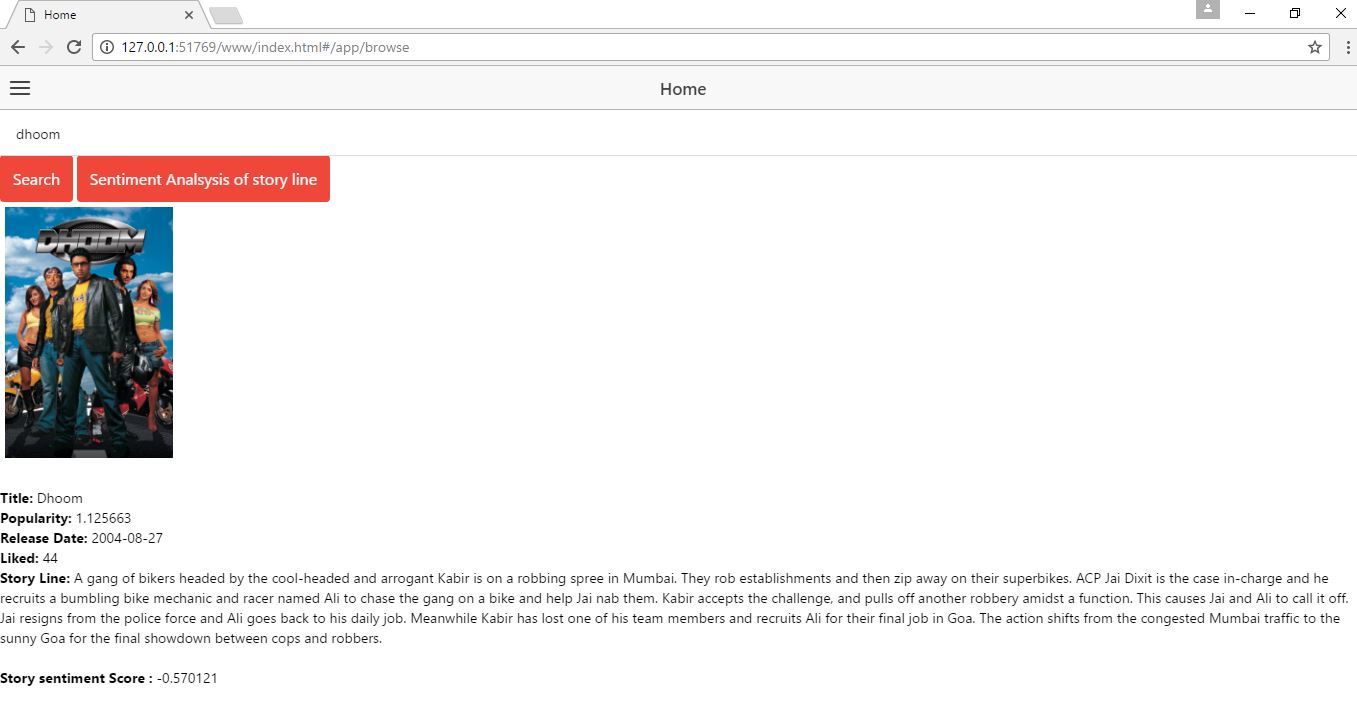 Home
127.0.0.1:51769/www/index.html#/app/browse
Home
dhoom
Search
Sentiment Analsysis of story line
DHOOM
Title: Dhoom
Popularity: 1.125663
Release Date: 2004-08-27
Liked: 44
Story Line: A gang of bikers headed by the cool-headed and arrogant Kabir is on a robbing spree in Mumbai. They rob establishments and then zip away on their superbikes. ACP Jai Dixit is the case in-charge and he
recruits a bumbling bike mechanic and racer named Ali to chase the gang on a bike and help Jai nab them. Kabir accepts the challenge, and pulls off another robbery amidst a function. This causes Jai and Ali to call it off.
Jai resigns from the police force and Ali goes back to his daily job. Meanwhile Kabir has lost one of his team members and recruits Ali for their final job in Goa. The action shifts from the congested Mumbai traffic to the
sunny Goa for the final showdown between cops and robbers.
Story sentiment Score : -0.570121